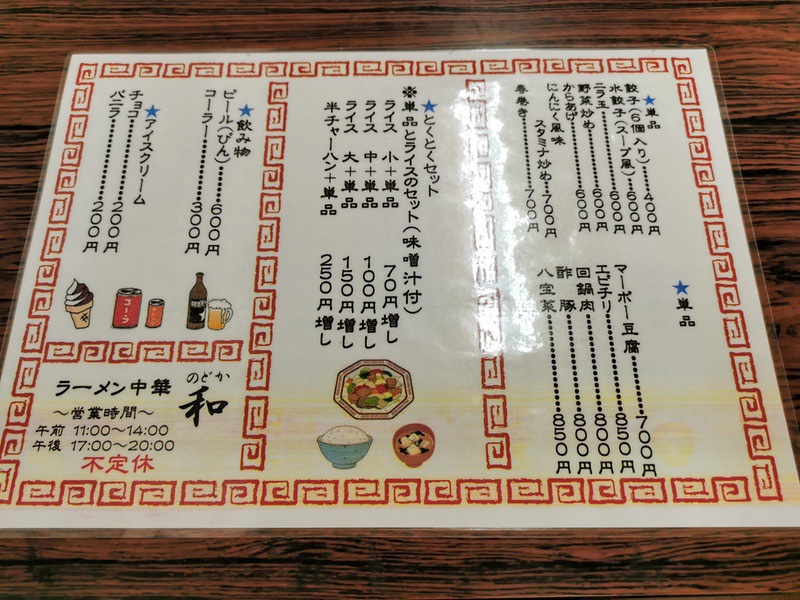 ★単品
餃子(6個入り)………400円
水餃子(スープ風)……600円
ニラ玉………………600円
野菜炒め……………600円
からあげ……………600円
にんにく風味
スタミナ炒め…700円
春巻き………………700円
★単品
マーボー豆腐………700円
エビチリ……………850円
回鍋肉………………800円
酢豚…………………800円
八宝菜………………850円
★とくとくセット
※単品とライスのセット(味噌汁付)
ライス 小+単品 70円増し
ライス 中+単品 100円増し
ライス 大+単品 150円増し
半チャーハン+単品 250円増し
★飲み物
ビール(びん)………600円
コーラ………………300円
★アイスクリーム
チョコ………………200円
バニラ………………200円
コーラ
ラーメン中華 和
のどか
～営業時間～
午前 11:00～14:00
午後 17:00～20:00
不定休